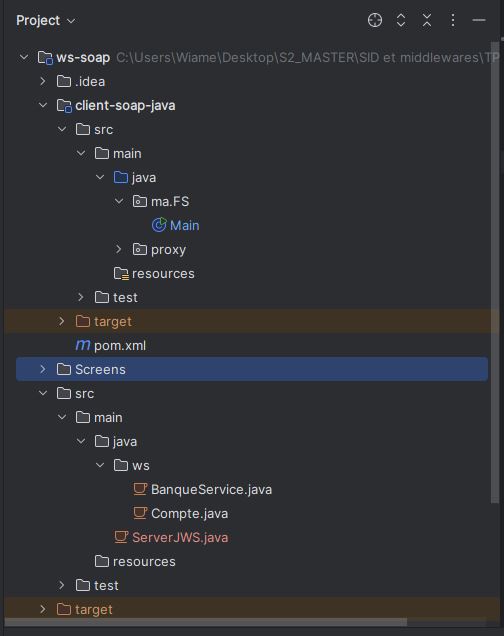 Project
ws-soap C:\Users\Wiame\Desktop\S2_MASTER\SID et middlewares\TP
.idea
client-soap-java
src
main
java
ma.FS
Main
proxy
resources
test
target
m pom.xml
Screens
src
main
java
ws
BanqueService.java
Compte.java
ServerJWS.java
resources
test
target